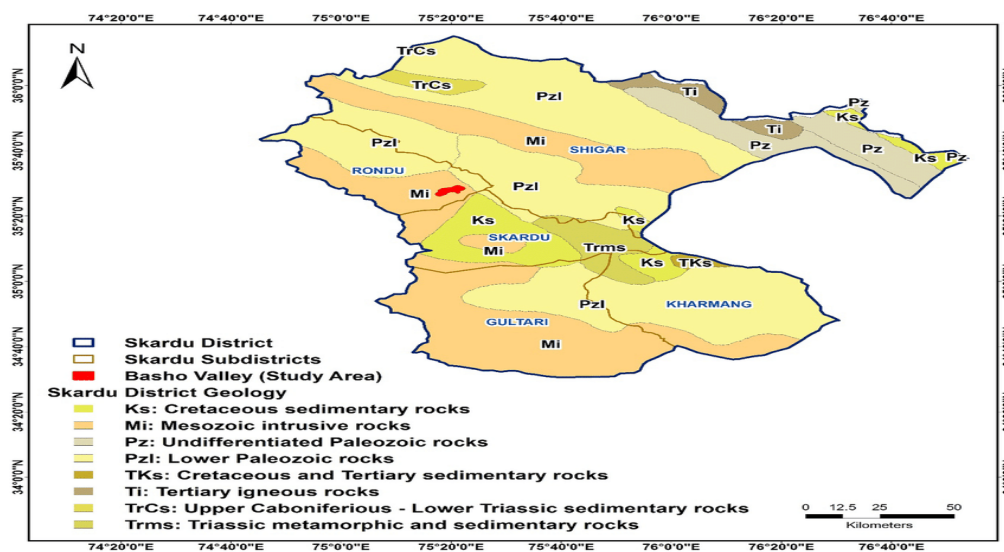 74°20'0"E 74°40'0"E 75°0'0"E 75°20'0"E 75°40'0"E 76°0'0"E 76°20'0"E 76°40'0"E
N
TrCs
TrCs
Pzl
Ti
Pz
Ks
Ti
Pz
Pz
Ks
Pz
36°0'0"N
35°40'0"N
35°20'0"N
35°0'0"N
34°40'0"N
34°20'0"N
34°0'0"N
Pzl
Mi
SHIGAR
RONDU
Mi
Pzl
Ks
Ks
SKARDU
Mi
Trms
Ks
TKs
Pzl
KHARMANG
GULTARI
Mi
Skardu District
Skardu Subdistricts
Basho Valley (Study Area)
Skardu District Geology
Ks: Cretaceous sedimentary rocks
Mi: Mesozoic intrusive rocks
Pz: Undifferentiated Paleozoic rocks
Pzl: Lower Paleozoic rocks
TKs: Cretaceous and Tertiary sedimentary rocks
Ti: Tertiary igneous rocks
TrCs: Upper Caboniferious - Lower Triassic sedimentary rocks
Trms: Triassic metamorphic and sedimentary rocks
0 12.5 25 50
Kilometers
74°20'0"E 74°40'0"E 75°0'0"E 75°20'0"E 75°40'0"E 76°0'0"E 76°20'0"E 76°40'0"E